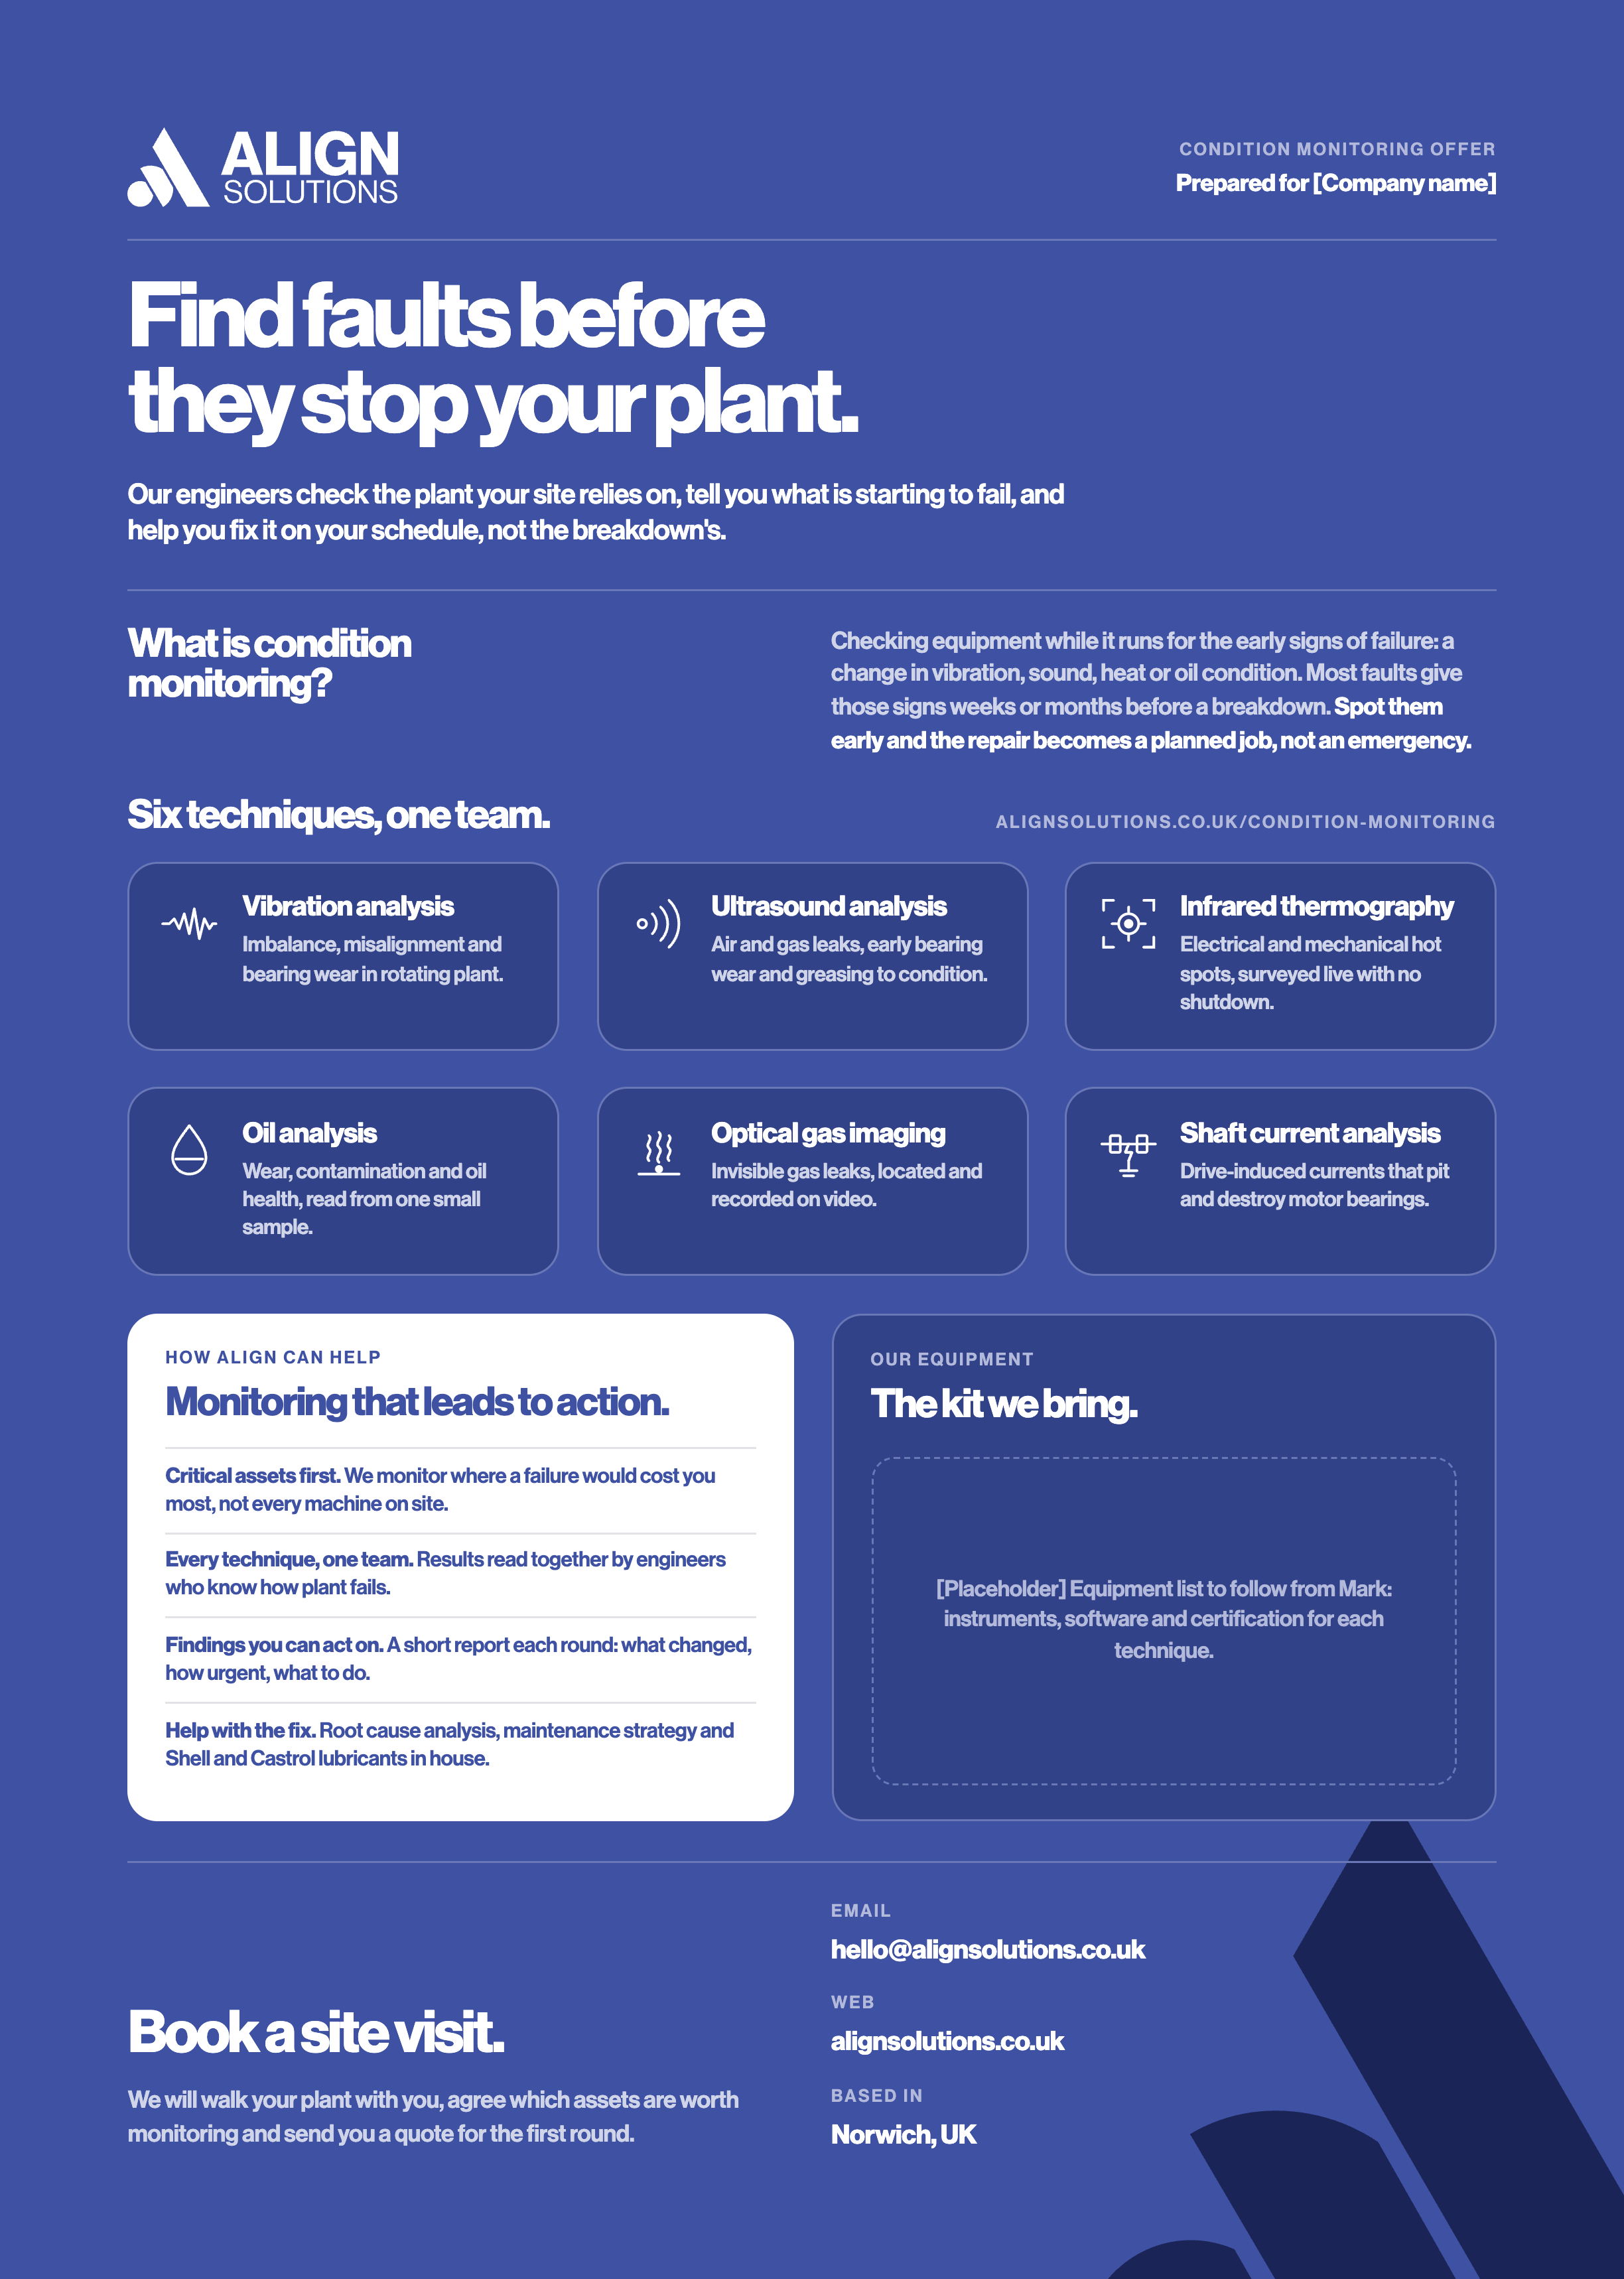 ALIGN
SOLUTIONS
CONDITION MONITORING OFFER
Prepared for [Company name]
Find faults before
they stop your plant.
Our engineers check the plant your site relies on, tell you what is starting to fail, and
help you fix it on your schedule, not the breakdown's.
What is condition
monitoring?
Checking equipment while it runs for the early signs of failure: a
change in vibration, sound, heat or oil condition. Most faults give
those signs weeks or months before a breakdown. Spot them
early and the repair becomes a planned job, not an emergency.
Six techniques, one team.
ALIGNSOLUTIONS.CO.UK/CONDITION-MONITORING
Vibration analysis
Imbalance, misalignment and
bearing wear in rotating plant.
Ultrasound analysis
Air and gas leaks, early bearing
wear and greasing to condition.
Infrared thermography
Electrical and mechanical hot
spots, surveyed live with no
shutdown.
Oil analysis
Wear, contamination and oil
health, read from one small
sample.
Optical gas imaging
Invisible gas leaks, located and
recorded on video.
Shaft current analysis
Drive-induced currents that pit
and destroy motor bearings.
HOW ALIGN CAN HELP
Monitoring that leads to action.
Critical assets first. We monitor where a failure would cost you
most, not every machine on site.
Every technique, one team. Results read together by engineers
who know how plant fails.
Findings you can act on. A short report each round: what changed,
how urgent, what to do.
Help with the fix. Root cause analysis, maintenance strategy and
Shell and Castrol lubricants in house.
OUR EQUIPMENT
The kit we bring.
[Placeholder] Equipment list to follow from Mark:
instruments, software and certification for each
technique.
Book a site visit.
We will walk your plant with you, agree which assets are worth
monitoring and send you a quote for the first round.
EMAIL
hello@alignsolutions.co.uk
WEB
alignsolutions.co.uk
BASED IN
Norwich, UK